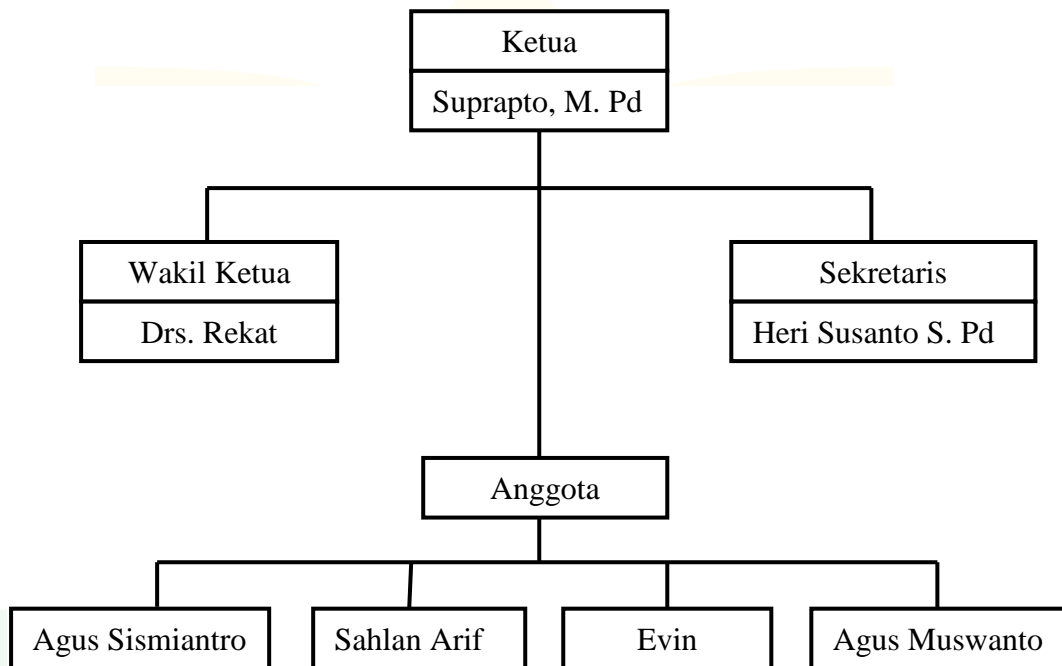 Ketua
Suprapto, M. Pd
Wakil Ketua
Drs. Rekat
Sekretaris
Heri Susanto S. Pd
Anggota
Agus Sismiantro
Sahlan Arif
Evin
Agus Muswanto